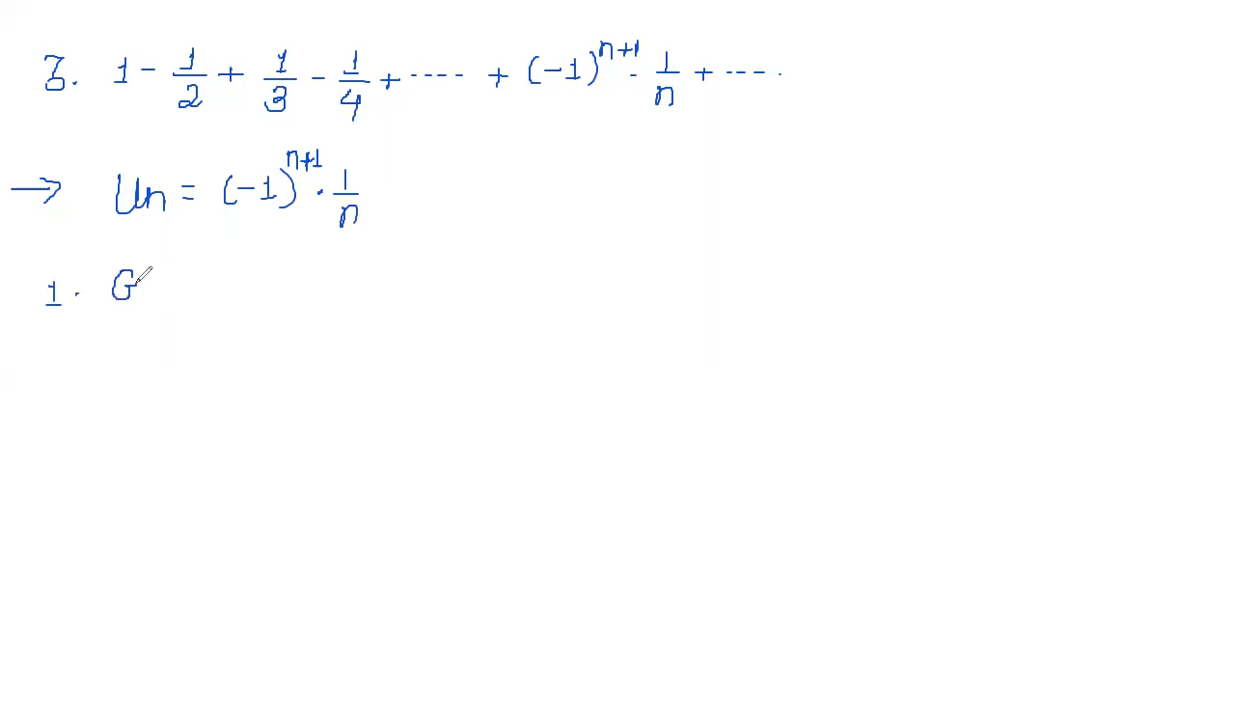 3. 1 - 1/2 + 1/3 - 1/4 + ---- + (-1)^{n+1} · 1/n + ---- ·
→ Un = (-1)^{n+1} · 1/n
1. G